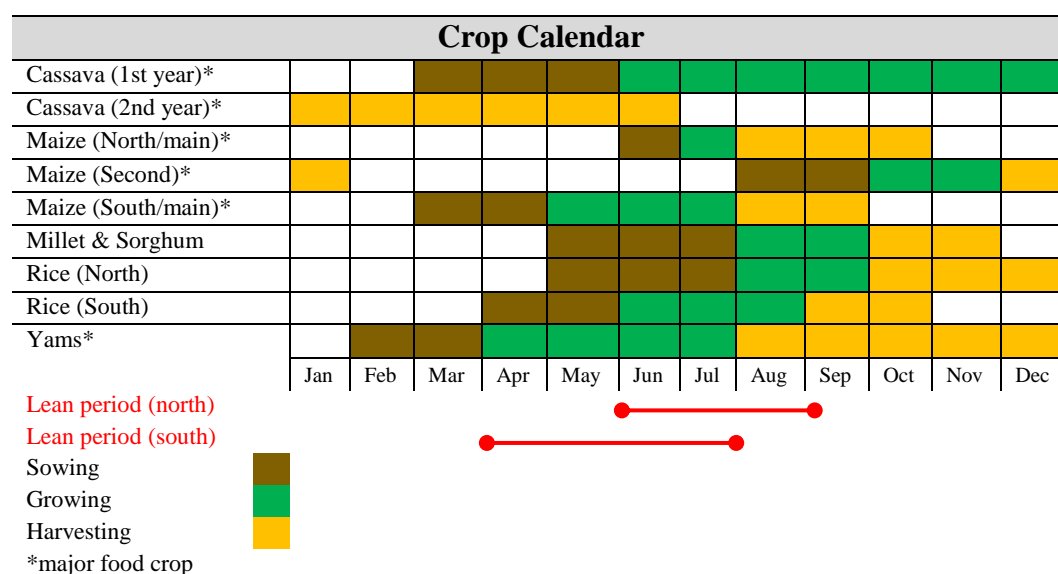 Crop Calendar
Cassava (1st year)*
Cassava (2nd year)*
Maize (North/main)*
Maize (Second)*
Maize (South/main)*
Millet & Sorghum
Rice (North)
Rice (South)
Yams*
Jan Feb Mar Apr May Jun Jul Aug Sep Oct Nov Dec
Lean period (north)
Lean period (south)
Sowing
Growing
Harvesting
*major food crop